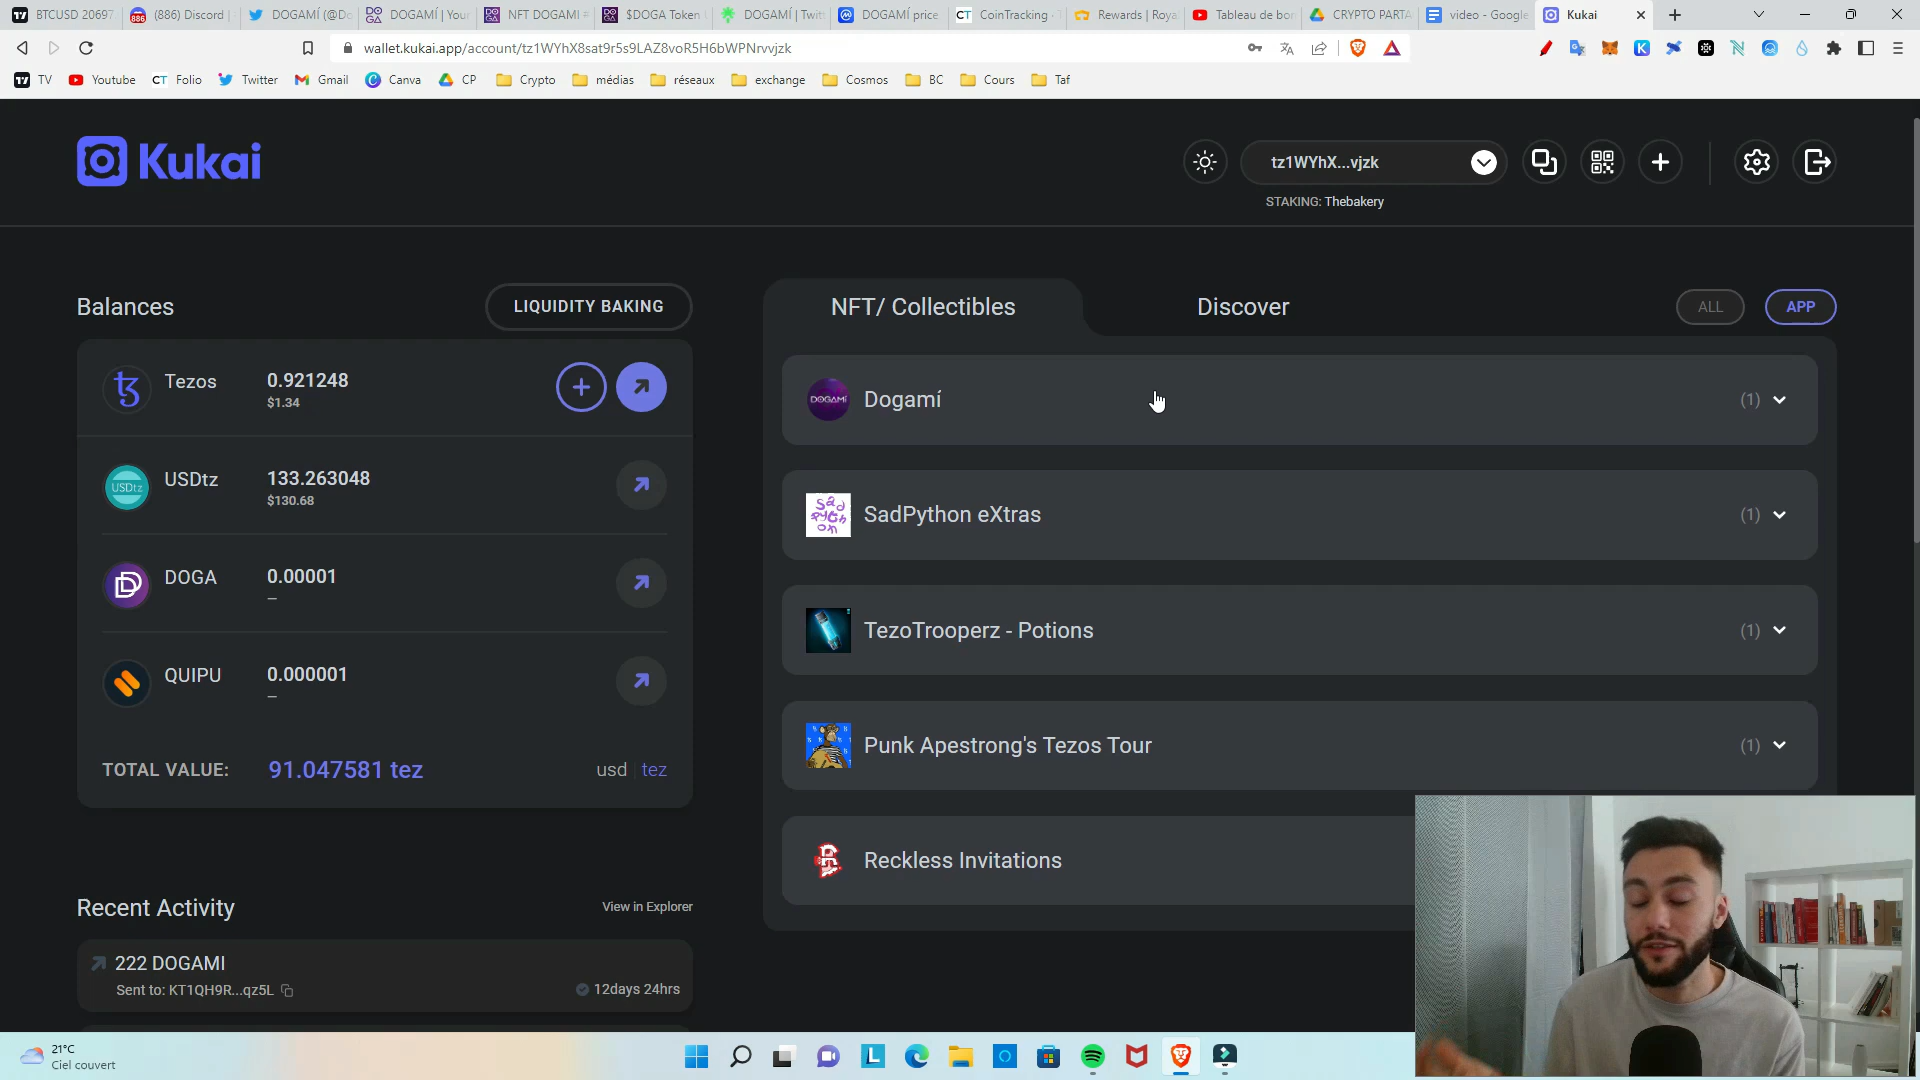 BTCUSD 20697
(886) Discord |
DOGAMÍ (@Do
DOGAMÍ | Your
NFT DOGAMI #
$DOGA Token
DOGAMÍ | Twit
DOGAMÍ price
CoinTracking -
Rewards | Roya
Tableau de bor
CRYPTO PARTA
video - Google
Kukai
wallet.kukai.app/account/tz1WYhX8sat9r5s9LAZ8voR5H6bWPNrvvjzk
TV
Youtube
CT Folio
Twitter
Gmail
Canva
CP
Crypto
médias
réseaux
exchange
Cosmos
BC
Cours
Taf
Kukai
tz1WYhX...vjzk
STAKING: Thebakery
Balances
LIQUIDITY BAKING
Tezos 0.921248
$1.34
USDtz 133.263048
$130.68
DOGA 0.00001
–
QUIPU 0.000001
–
TOTAL VALUE: 91.047581 tez usd | tez
NFT/ Collectibles
Discover
ALL
APP
Dogamí (1)
SadPython eXtras (1)
TezoTrooperz - Potions (1)
Punk Apestrong's Tezos Tour (1)
Reckless Invitations
Recent Activity
View in Explorer
222 DOGAMI
Sent to: KT1QH9R...qz5L
12days 24hrs
21°C
Ciel couvert